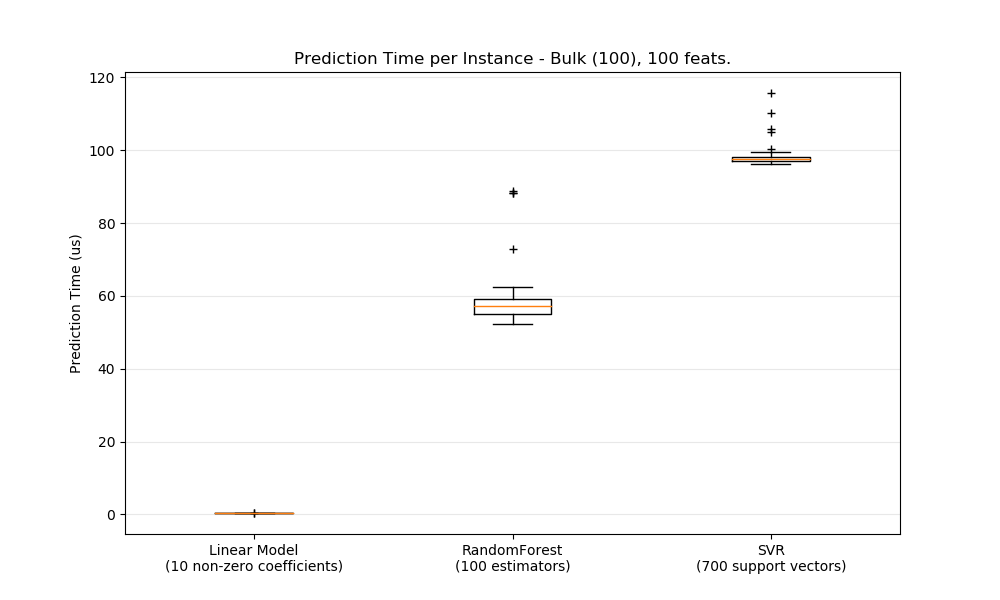 Prediction Time per Instance - Bulk (100), 100 feats.
120
100
80
60
40
20
0
Prediction Time (us)
Linear Model
(10 non-zero coefficients)
RandomForest
(100 estimators)
SVR
(700 support vectors)